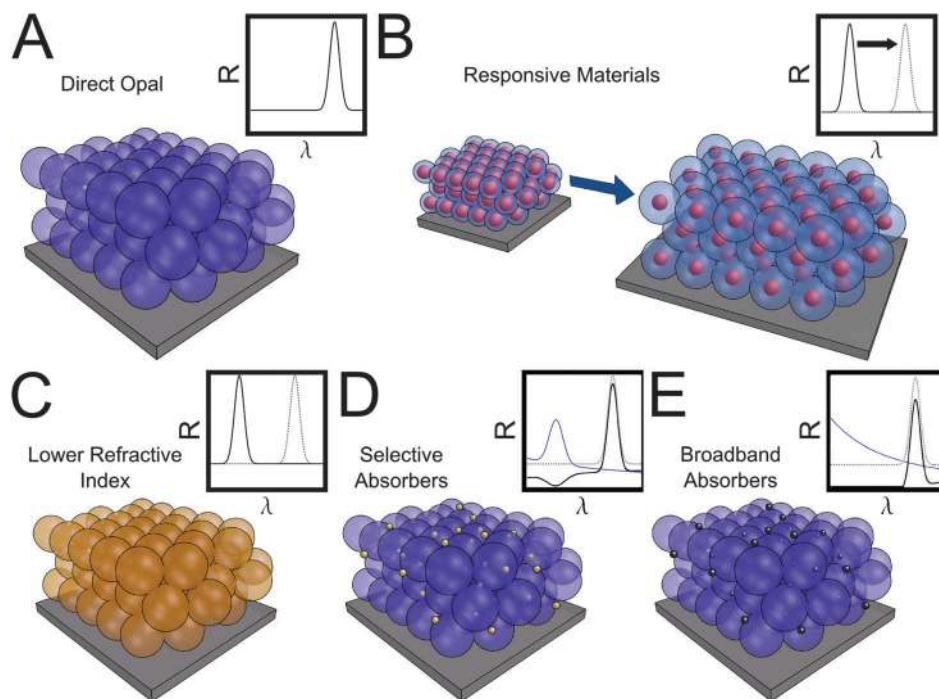 A
Direct Opal
R
λ
B
Responsive Materials
R
λ
C
Lower Refractive
Index
R
λ
D
Selective
Absorbers
R
λ
E
Broadband
Absorbers
R
λ